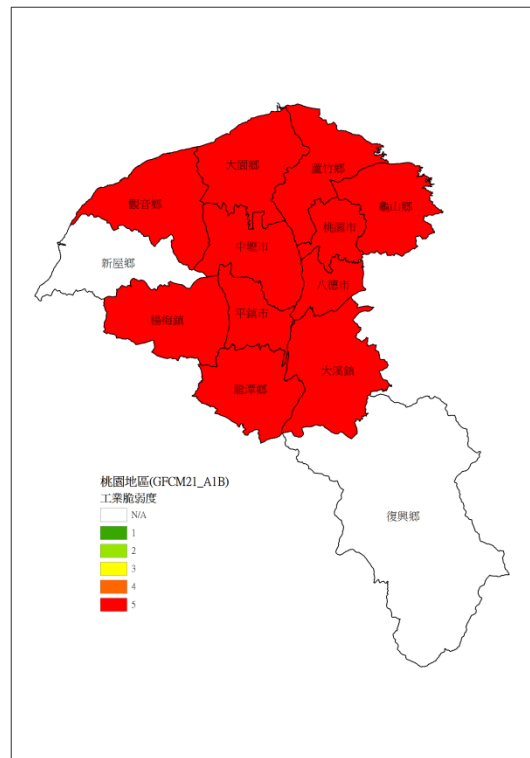 大園鄉
蘆竹鄉
觀音鄉
龜山鄉
桃園市
中壢市
新屋鄉
八德市
楊梅鎮
平鎮市
大溪鎮
龍潭鄉
復興鄉
桃園地區(GFCM21_A1B)
工業脆弱度
N/A
1
2
3
4
5